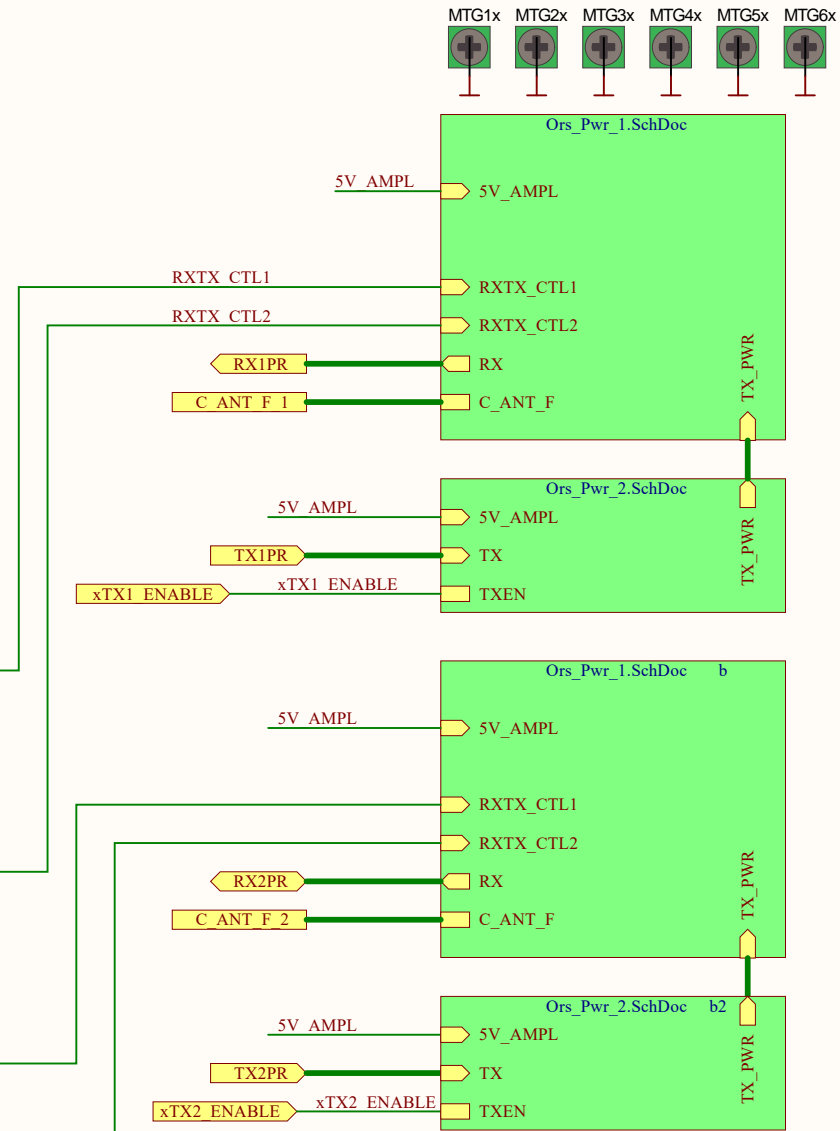 MTG1x MTG2x MTG3x MTG4x MTG5x MTG6x
Ors_Pwr_1.SchDoc
5V_AMPL
5V_AMPL
RXTX_CTL1
RXTX_CTL1
RXTX_CTL2
RXTX_CTL2
RX1PR
RX
C_ANT_F_1
C_ANT_F
TX_PWR
Ors_Pwr_2.SchDoc
5V_AMPL
5V_AMPL
TX1PR
TX
xTX1_ENABLE
xTX1_ENABLE
TXEN
TX_PWR
Ors_Pwr_1.SchDoc b
5V_AMPL
5V_AMPL
RXTX_CTL1
RXTX_CTL2
RX2PR
RX
C_ANT_F_2
C_ANT_F
TX_PWR
Ors_Pwr_2.SchDoc b2
5V_AMPL
5V_AMPL
TX2PR
TX
xTX2_ENABLE
xTX2_ENABLE
TXEN
TX_PWR